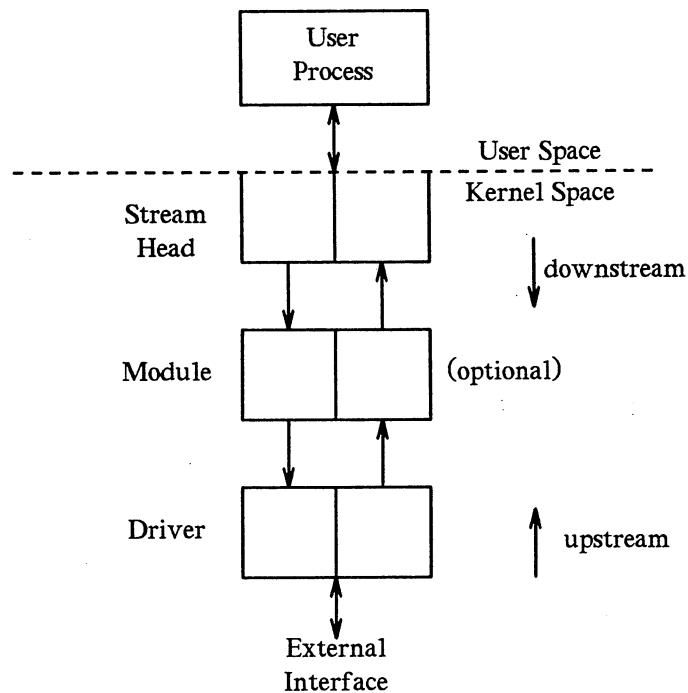 User
Process
User Space
Kernel Space
Stream
Head
downstream
Module
(optional)
Driver
upstream
External
Interface